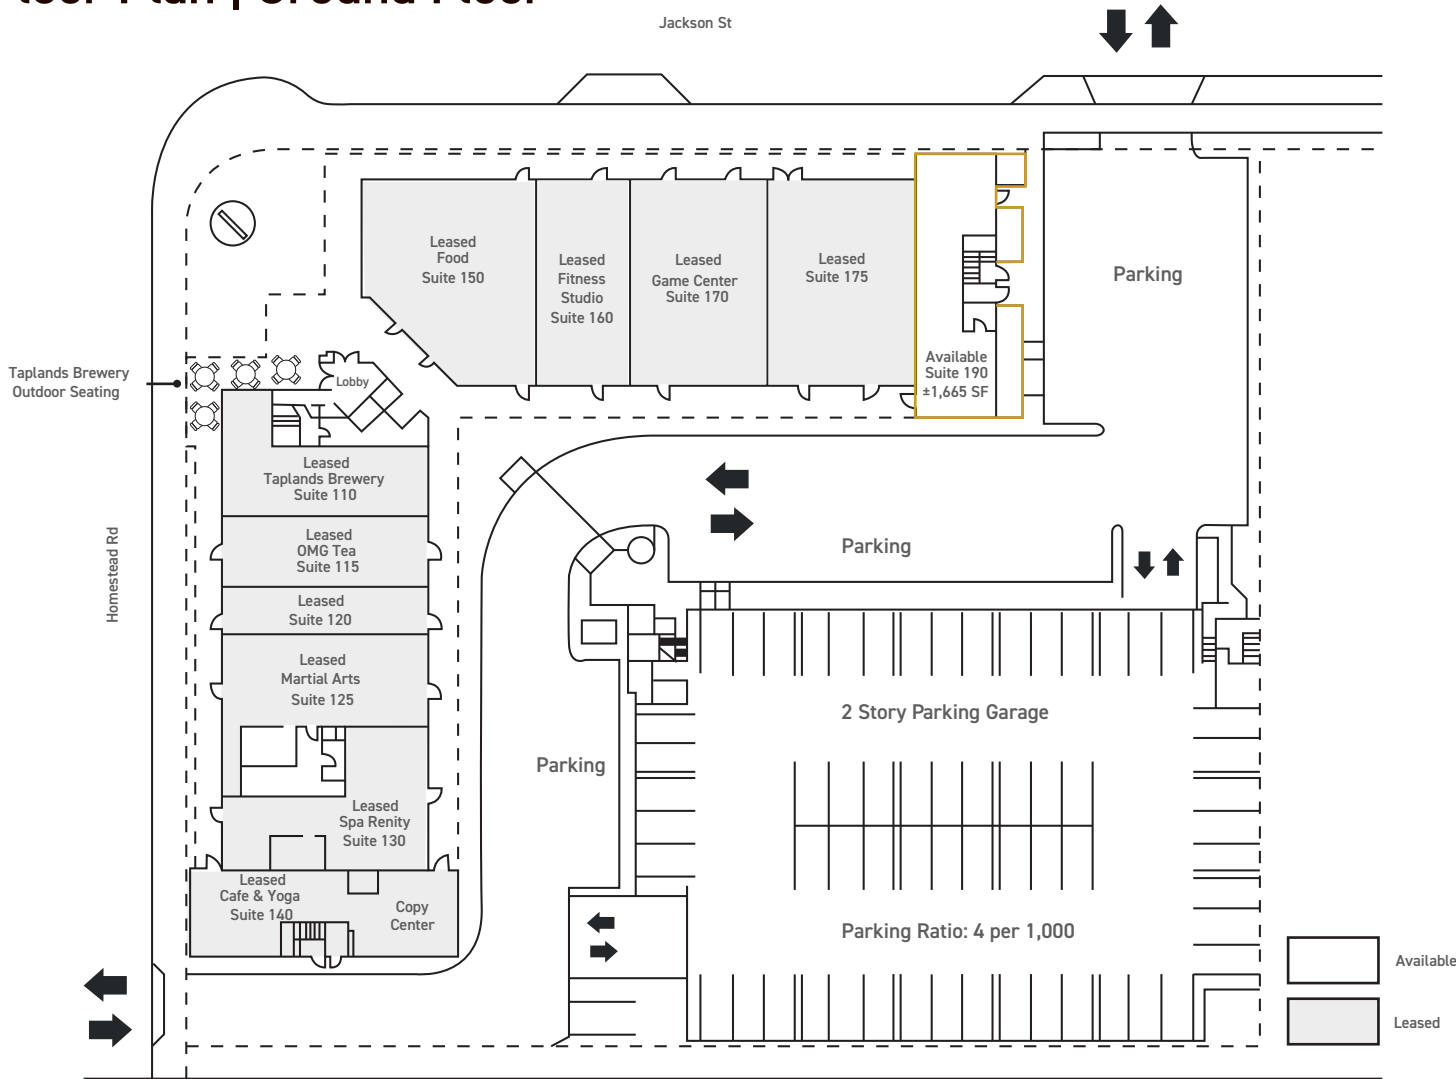 Jackson St
Leased
Food
Suite 150
Leased
Fitness
Studio
Suite 160
Leased
Game Center
Suite 170
Leased
Suite 175
Available
Suite 190
±1,665 SF
Parking
Taplands Brewery
Outdoor Seating
Lobby
Leased
Taplands Brewery
Suite 110
Leased
OMG Tea
Suite 115
Leased
Suite 120
Leased
Martial Arts
Suite 125
Leased
Spa Renity
Suite 130
Leased
Cafe & Yoga
Suite 140
Copy
Center
Homestead Rd
Parking
Parking
2 Story Parking Garage
Parking Ratio: 4 per 1,000
Available
Leased